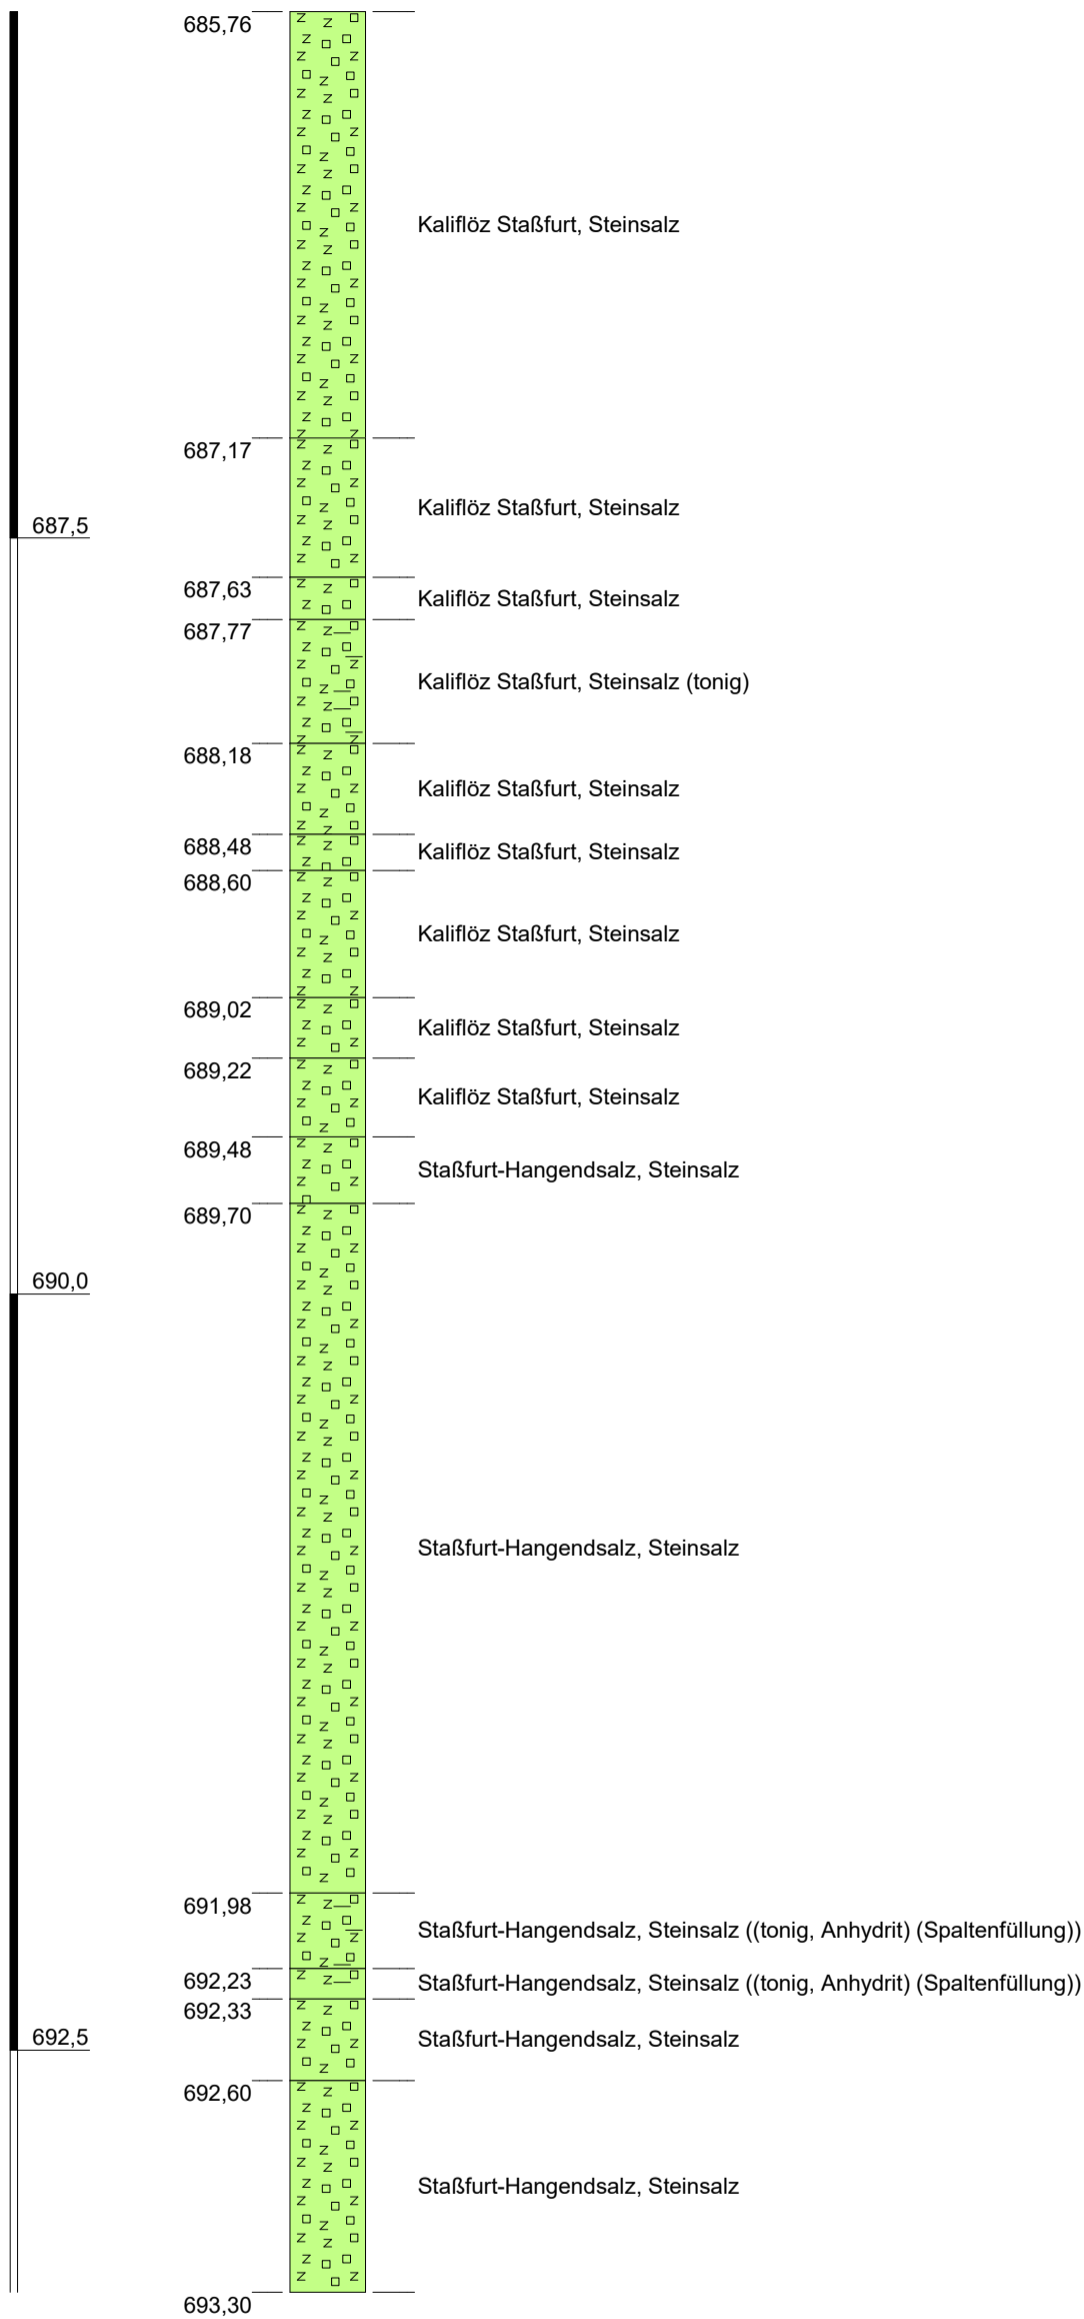 685,76
Kaliflöz Staßfurt, Steinsalz
687,17
Kaliflöz Staßfurt, Steinsalz
687,5
687,63
Kaliflöz Staßfurt, Steinsalz
687,77
Kaliflöz Staßfurt, Steinsalz (tonig)
688,18
Kaliflöz Staßfurt, Steinsalz
688,48
Kaliflöz Staßfurt, Steinsalz
688,60
Kaliflöz Staßfurt, Steinsalz
689,02
Kaliflöz Staßfurt, Steinsalz
689,22
Kaliflöz Staßfurt, Steinsalz
689,48
Staßfurt-Hangendsalz, Steinsalz
689,70
690,0
Staßfurt-Hangendsalz, Steinsalz
691,98
Staßfurt-Hangendsalz, Steinsalz ((tonig, Anhydrit) (Spaltenfüllung))
692,23
Staßfurt-Hangendsalz, Steinsalz ((tonig, Anhydrit) (Spaltenfüllung))
692,33
692,5
Staßfurt-Hangendsalz, Steinsalz
692,60
Staßfurt-Hangendsalz, Steinsalz
693,30